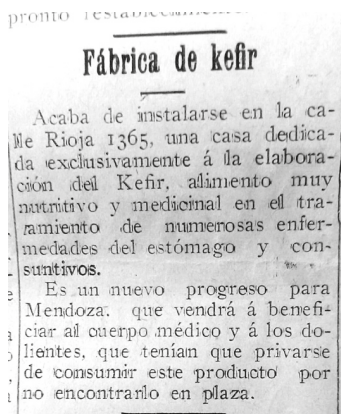 pronto restablecimiento.
Fábrica de kefir
Acaba de instalarse en la ca-
lle Rioja 1365, una casa dedica-
da exclusivamente á la elabora-
ción del Kefir, alimento muy
nutritivo y medicinal en el tra-
tamiento de numerosas enfer-
medades del estómago y con-
suntivos.
Es un nuevo progreso para
Mendoza, que vendrá á benefi-
ciar al cuerpo médico y á los do-
lientes, que tenían que privarse
de consumir este producto por
no encontrarlo en plaza.